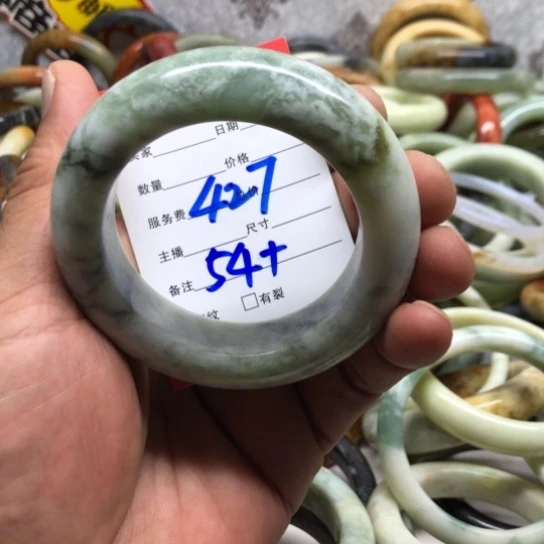 家
日期
数量
价格
427
服务费
主播
尺寸
54+
备注
纹
□有裂